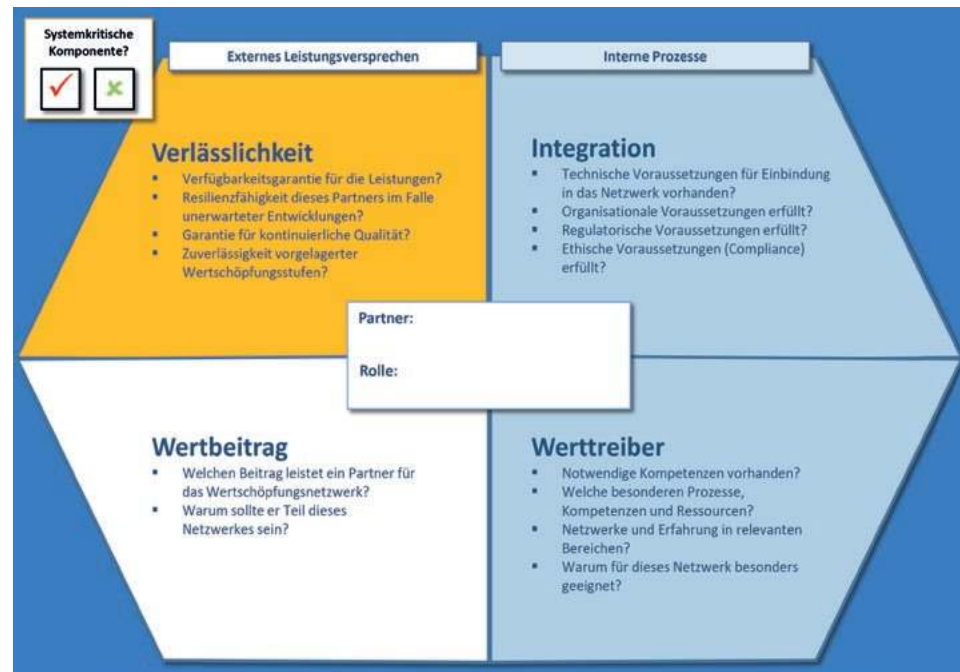 Systemkritische
Komponente?
Externes Leistungsversprechen
Interne Prozesse
Verlässlichkeit
▪ Verfügbarkeitsgarantie für die Leistungen?
▪ Resilienzfähigkeit dieses Partners im Falle
unerwarteter Entwicklungen?
▪ Garantie für kontinuierliche Qualität?
▪ Zuverlässigkeit vorgelagerter
Wertschöpfungsstufen?
Integration
▪ Technische Voraussetzungen für Einbindung
in das Netzwerk vorhanden?
▪ Organisationale Voraussetzungen erfüllt?
▪ Regulatorische Voraussetzungen erfüllt?
▪ Ethische Voraussetzungen (Compliance)
erfüllt?
Partner:
Rolle:
Wertbeitrag
▪ Welchen Beitrag leistet ein Partner für
das Wertschöpfungsnetzwerk?
▪ Warum sollte er Teil dieses
Netzwerkes sein?
Werttreiber
▪ Notwendige Kompetenzen vorhanden?
▪ Welche besonderen Prozesse,
Kompetenzen und Ressourcen?
▪ Netzwerke und Erfahrung in relevanten
Bereichen?
▪ Warum für dieses Netzwerk besonders
geeignet?